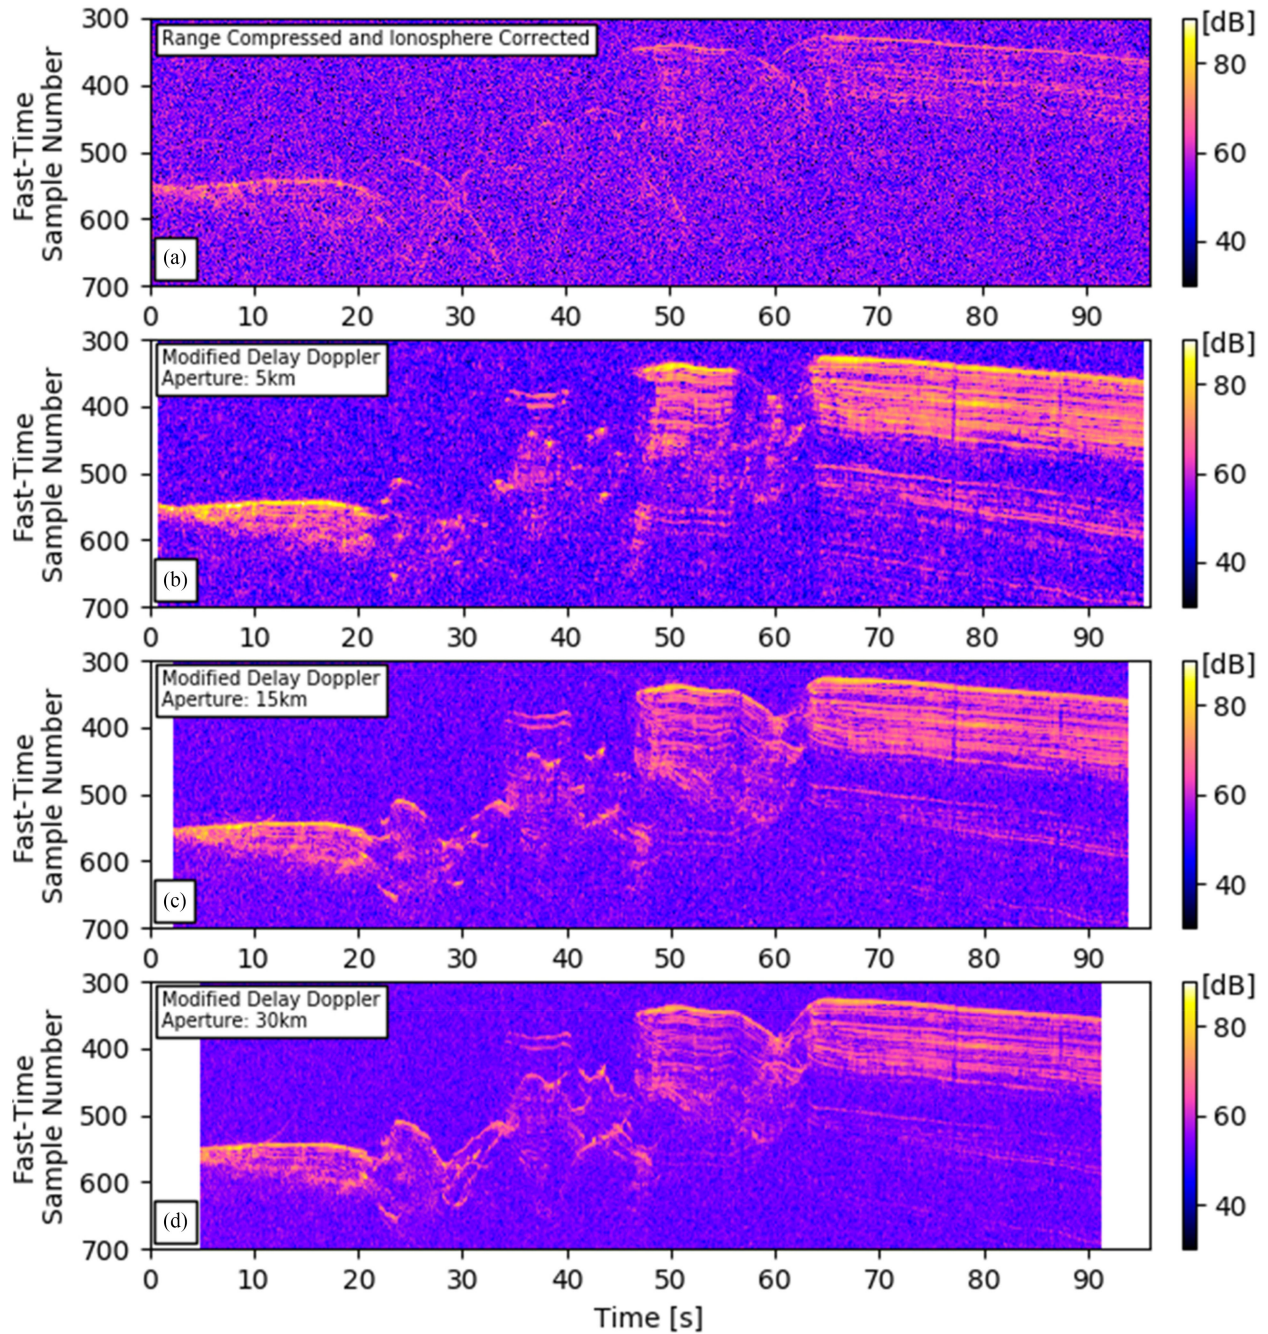 Range Compressed and Ionosphere Corrected
[dB]
Fast-Time
Sample Number
300
400
500
600
700
(a)
0 10 20 30 40 50 60 70 80 90
80
60
40
Modified Delay Doppler
Aperture: 5km
[dB]
Fast-Time
Sample Number
300
400
500
600
700
(b)
0 10 20 30 40 50 60 70 80 90
80
60
40
Modified Delay Doppler
Aperture: 15km
[dB]
Fast-Time
Sample Number
300
400
500
600
700
(c)
0 10 20 30 40 50 60 70 80 90
80
60
40
Modified Delay Doppler
Aperture: 30km
[dB]
Fast-Time
Sample Number
300
400
500
600
700
(d)
0 10 20 30 40 50 60 70 80 90
80
60
40
Time [s]